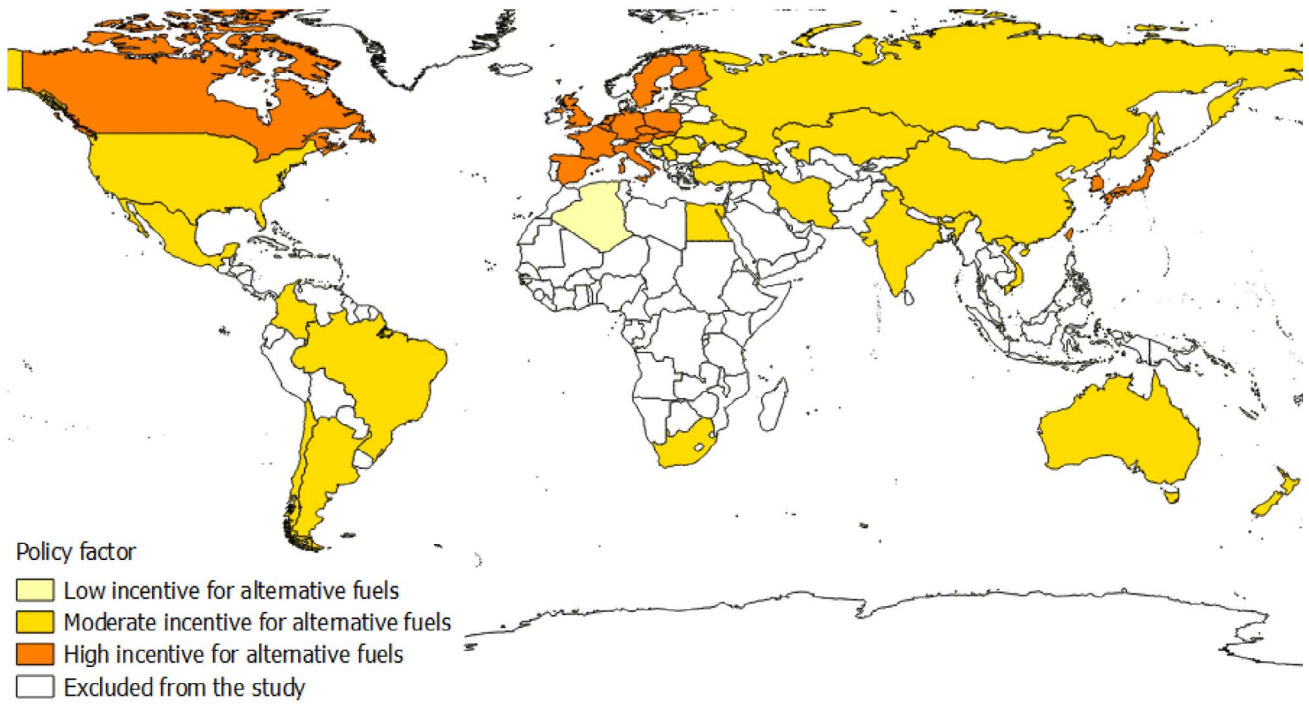 Policy factor
Low incentive for alternative fuels
Moderate incentive for alternative fuels
High incentive for alternative fuels
Excluded from the study